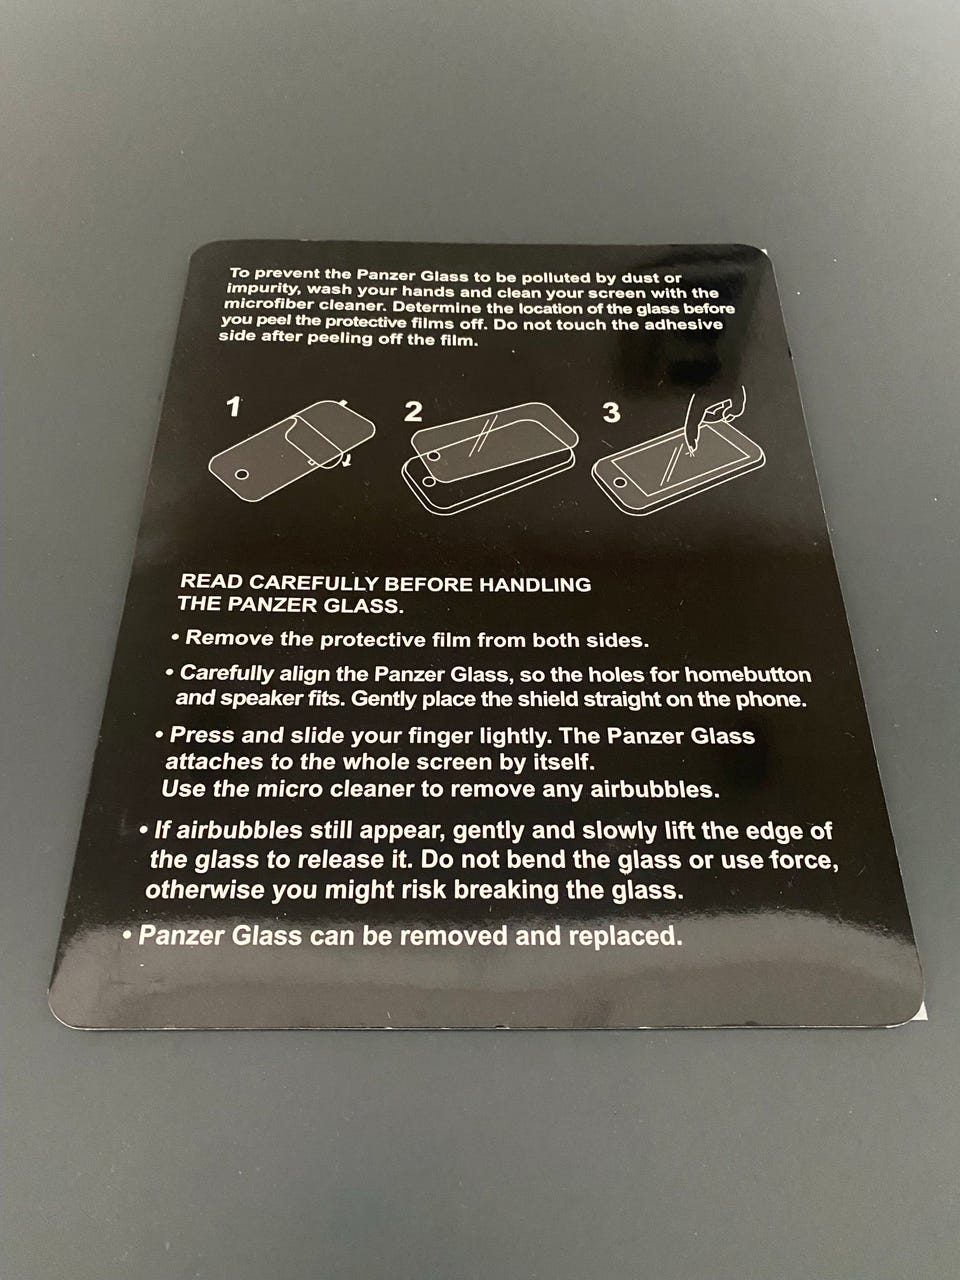 To prevent the Panzer Glass to be polluted by dust or
impurity, wash your hands and clean your screen with the
microfiber cleaner. Determine the location of the glass before
you peel the protective films off. Do not touch the adhesive
side after peeling off the film.
1 2 3
READ CAREFULLY BEFORE HANDLING
THE PANZER GLASS.
• Remove the protective film from both sides.
• Carefully align the Panzer Glass, so the holes for homebutton
and speaker fits. Gently place the shield straight on the phone.
• Press and slide your finger lightly. The Panzer Glass
attaches to the whole screen by itself.
Use the micro cleaner to remove any airbubbles.
• If airbubbles still appear, gently and slowly lift the edge of
the glass to release it. Do not bend the glass or use force,
otherwise you might risk breaking the glass.
• Panzer Glass can be removed and replaced.